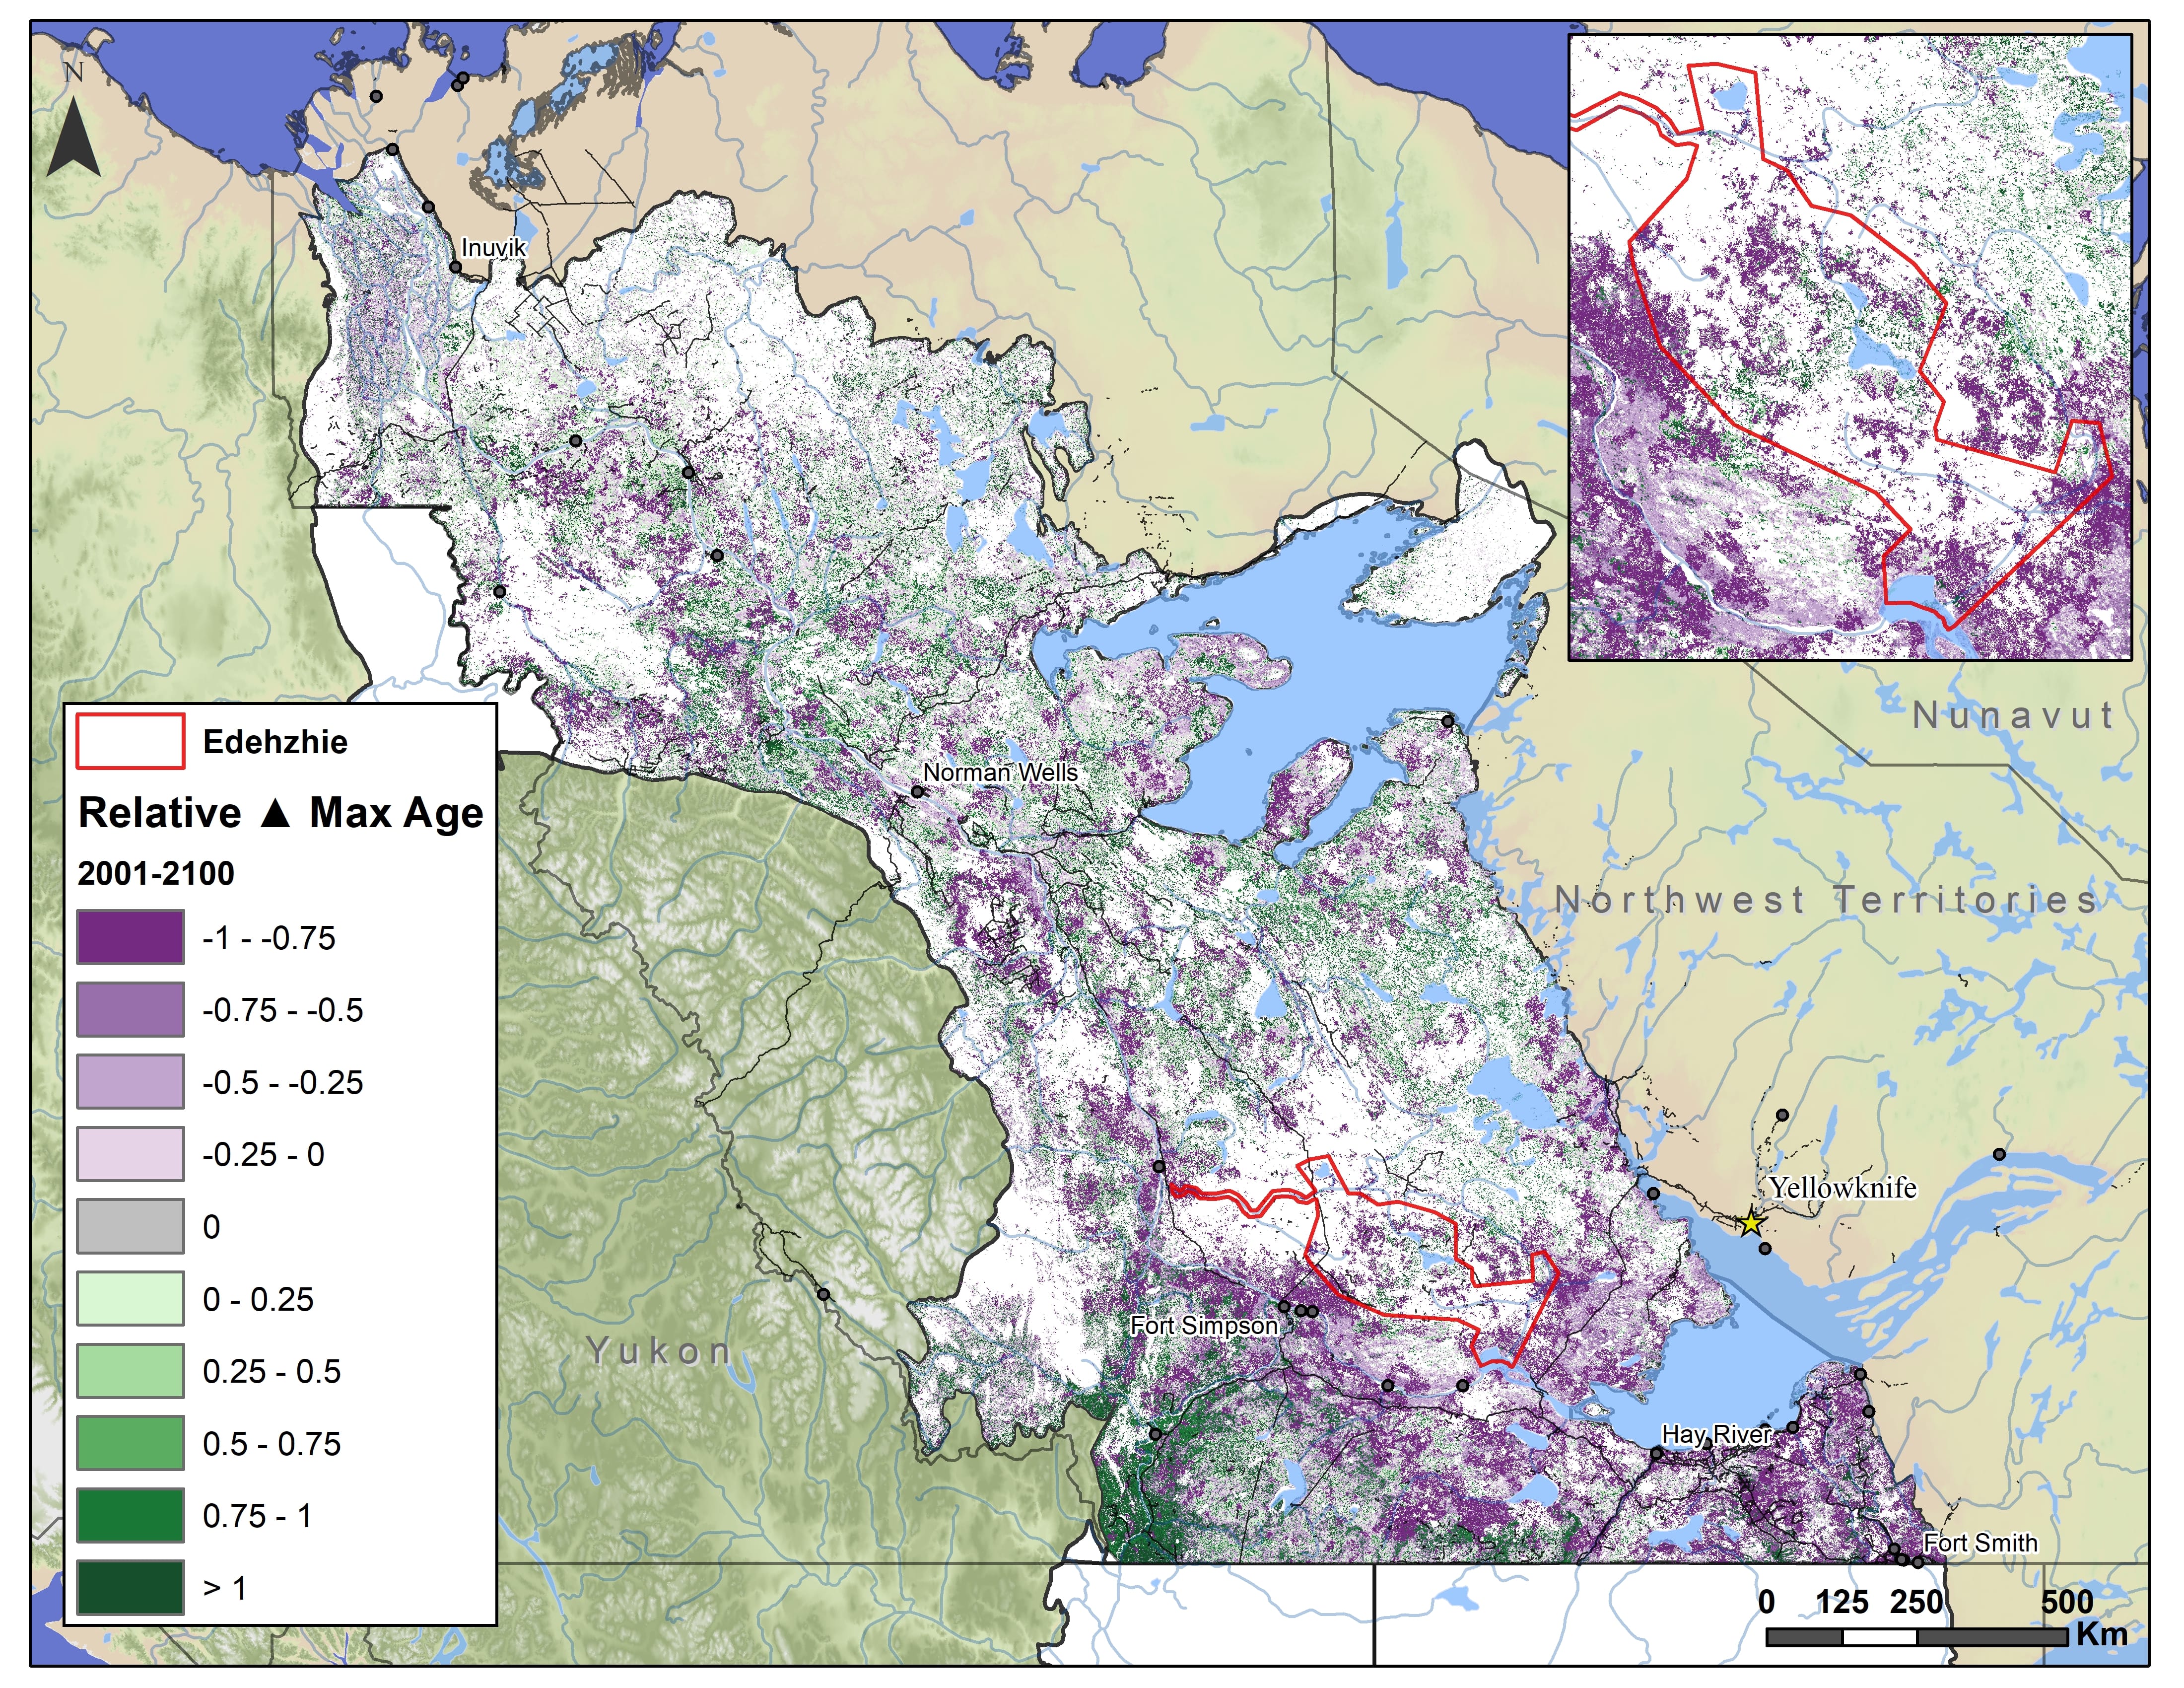 N
Inuvik
Norman Wells
Nunavut
Northwest Territories
Yellowknife
Fort Simpson
Yukon
Hay River
Fort Smith
Edehzhie
Relative ▲ Max Age
2001-2100
-1 - -0.75
-0.75 - -0.5
-0.5 - -0.25
-0.25 - 0
0
0 - 0.25
0.25 - 0.5
0.5 - 0.75
0.75 - 1
> 1
0 125 250 500
Km